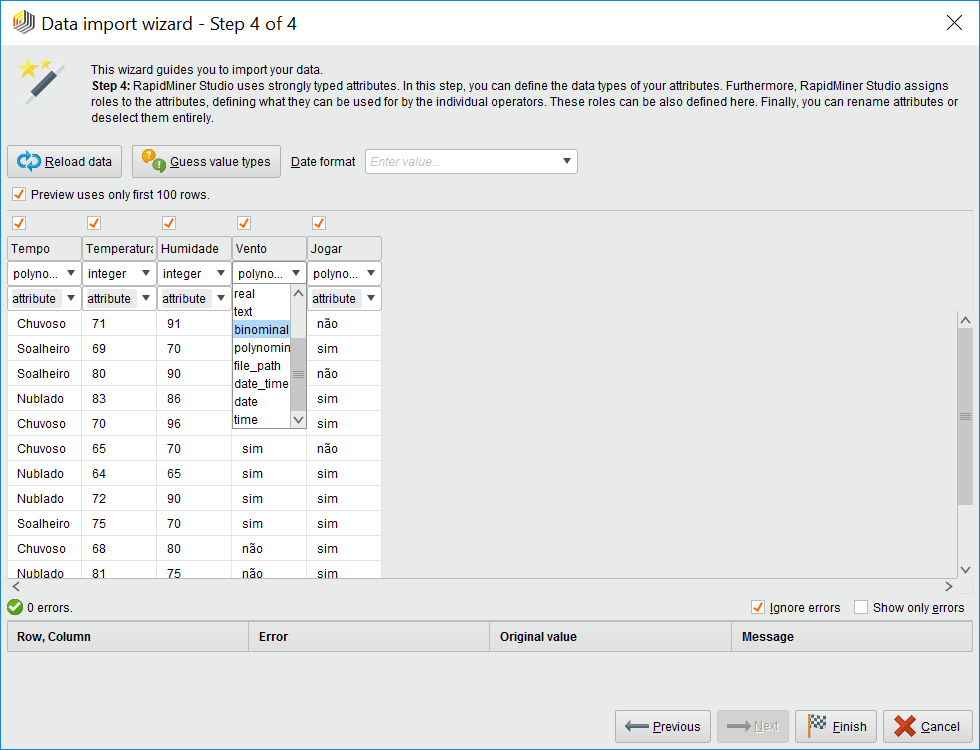 Data import wizard - Step 4 of 4
This wizard guides you to import your data.
Step 4: RapidMiner Studio uses strongly typed attributes. In this step, you can define the data types of your attributes. Furthermore, RapidMiner Studio assigns
roles to the attributes, defining what they can be used for by the individual operators. These roles can be also defined here. Finally, you can rename attributes or
deselect them entirely.
Reload data Guess value types Date format Enter value...
Preview uses only first 100 rows.
Tempo Temperatura Humidade Vento Jogar
polyno... integer integer polyno... polyno...
attribute attribute attribute real attribute
text
Chuvoso 71 91 binominal não
Soalheiro 69 70 polynomin sim
Soalheiro 80 90 file_path não
date_time
Nublado 83 86 date sim
Chuvoso 70 96 time sim
Chuvoso 65 70 sim não
Nublado 64 65 sim sim
Nublado 72 90 sim sim
Soalheiro 75 70 sim sim
Chuvoso 68 80 não sim
Nublado 81 75 não sim
0 errors. Ignore errors Show only errors
Row, Column Error Original value Message
Previous Next Finish Cancel